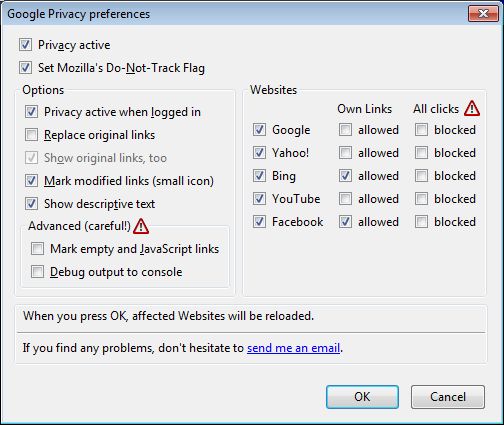 Google Privacy preferences
Privacy active
Set Mozilla's Do-Not-Track Flag
Options
Privacy active when logged in
Replace original links
Show original links, too
Mark modified links (small icon)
Show descriptive text
Advanced (careful!)
Mark empty and JavaScript links
Debug output to console
Websites
Own Links All clicks
Google allowed blocked
Yahoo! allowed blocked
Bing allowed blocked
YouTube allowed blocked
Facebook allowed blocked
When you press OK, affected Websites will be reloaded.
If you find any problems, don't hesitate to send me an email.
OK Cancel